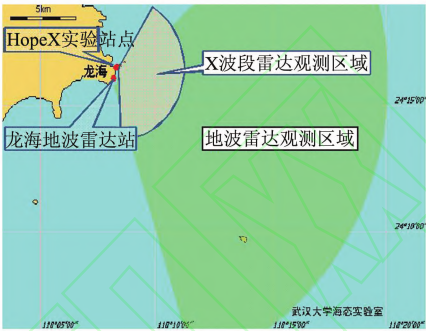 5km
HopeX实验站点
龙海
X波段雷达观测区域
24°15′00″
龙海地波雷达站
地波雷达观测区域
24°10′00″
武汉大学海态实验室
118°05′00″
118°10′00″
118°15′00″
118°20′00″